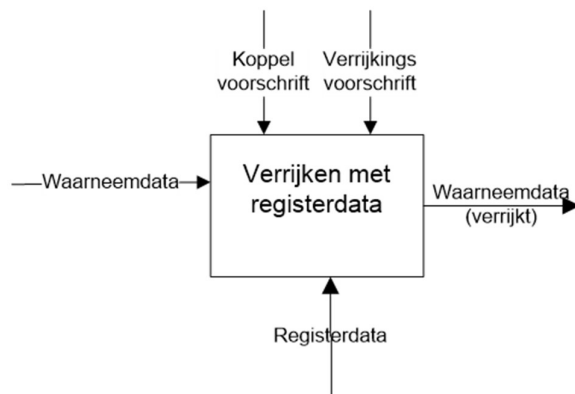 Koppel
voorschrift
Verrijkings
voorschrift
Waarneemdata
Verrijken met
registerdata
Waarneemdata
(verrijkt)
Registerdata